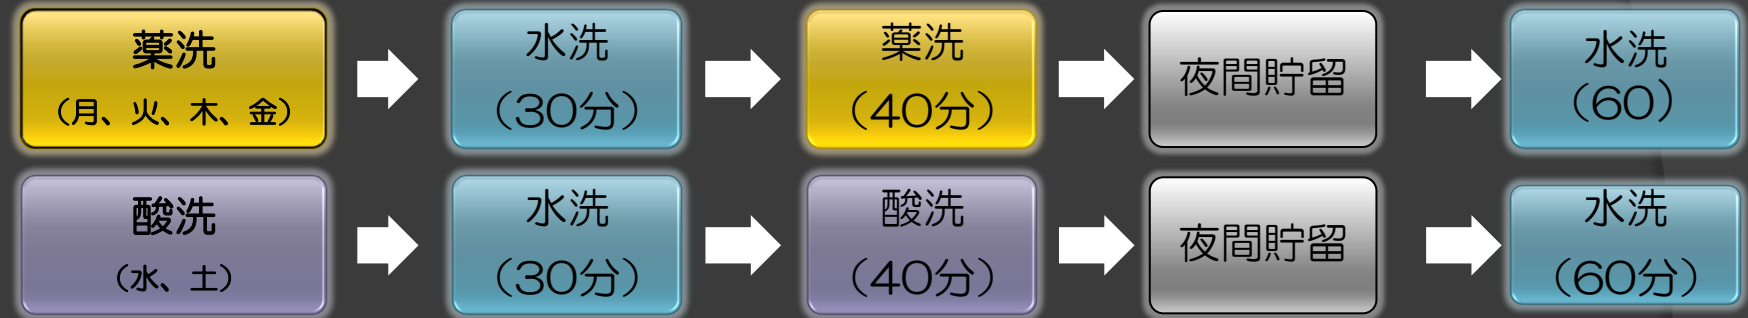 薬洗
（月、火、木、金）
水洗
（30分）
薬洗
（40分）
夜間貯留
水洗
（60）
酸洗
（水、土）
水洗
（30分）
酸洗
（40分）
夜間貯留
水洗
（60分）